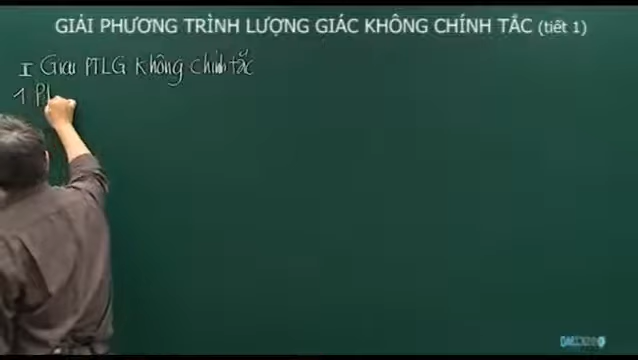 GIẢI PHƯƠNG TRÌNH LƯỢNG GIÁC KHÔNG CHÍNH TẮC (tiết 1)
I Giải PTLG Không chính tắc
1 P